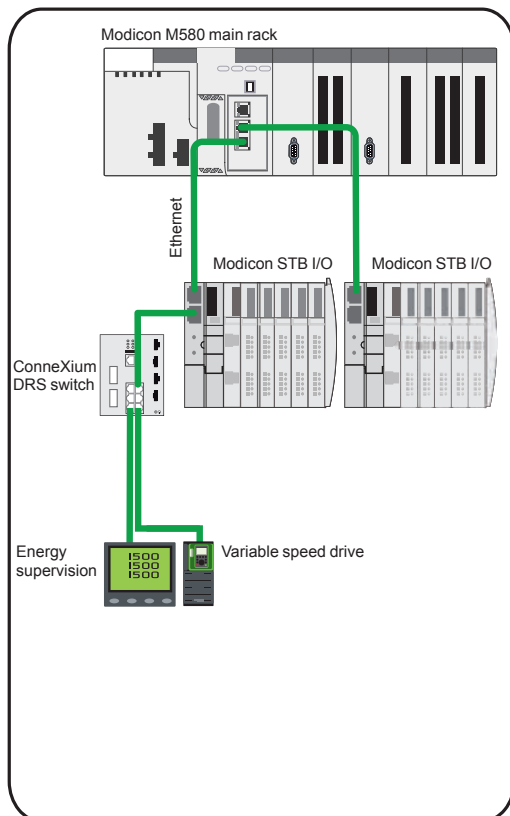 Modicon M580 main rack
Ethernet
Modicon STB I/O
Modicon STB I/O
ConneXium
DRS switch
Energy
supervision
1500
1500
1500
Variable speed drive